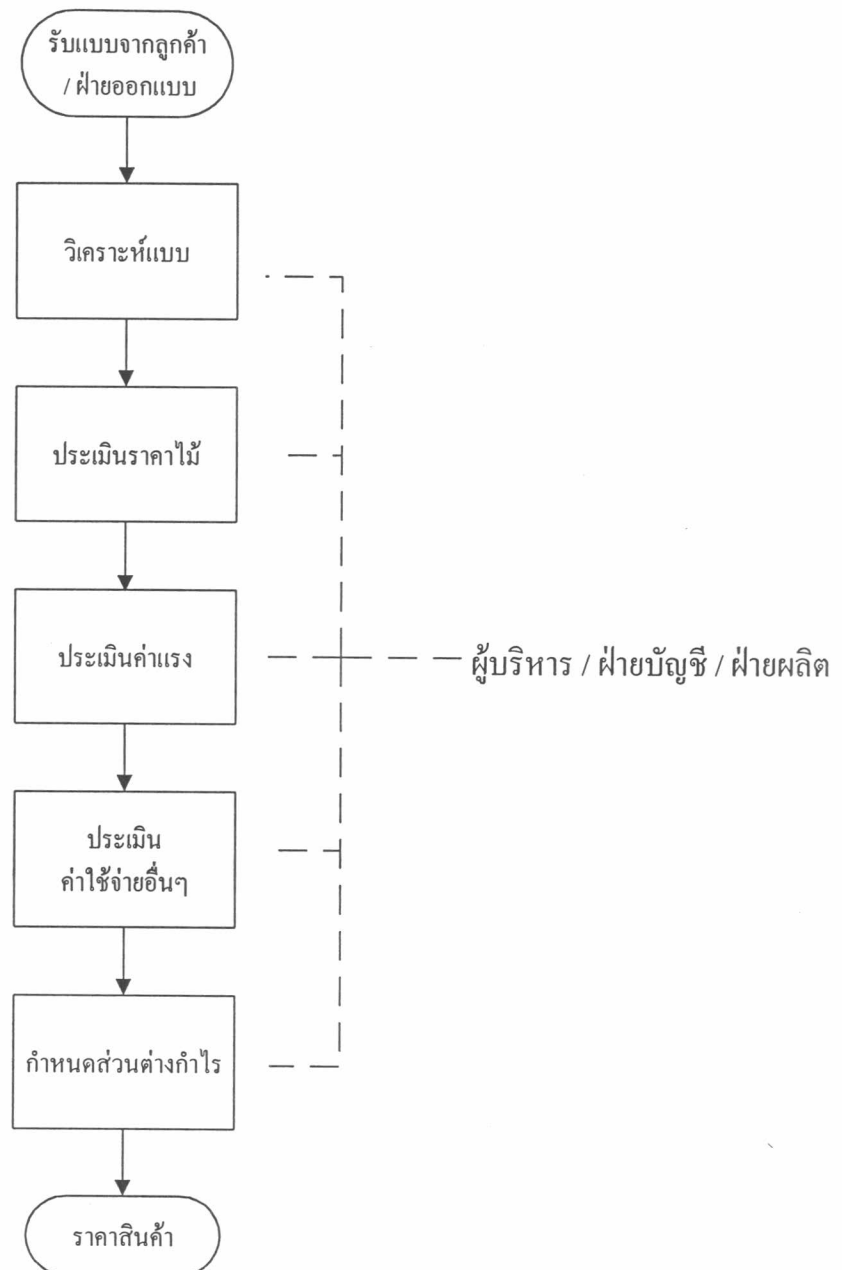 รับแบบจากลูกค้า
/ ฝ่ายออกแบบ
วิเคราะห์แบบ
ประเมินราคาไม้
ประเมินค่าแรง
ผู้บริหาร / ฝ่ายบัญชี / ฝ่ายผลิต
ประเมิน
ค่าใช้จ่ายอื่นๆ
กำหนดส่วนต่างกำไร
ราคาสินค้า